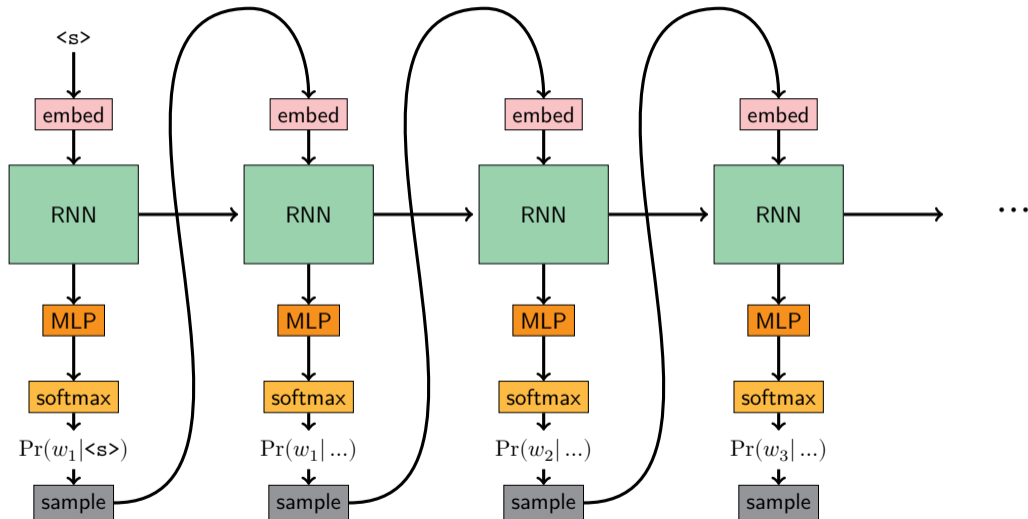 <s>
embed embed embed embed
RNN RNN RNN RNN ...
MLP MLP MLP MLP
softmax softmax softmax softmax
Pr(w₁|<s>) Pr(w₁|...) Pr(w₂|...) Pr(w₃|...)
sample sample sample sample